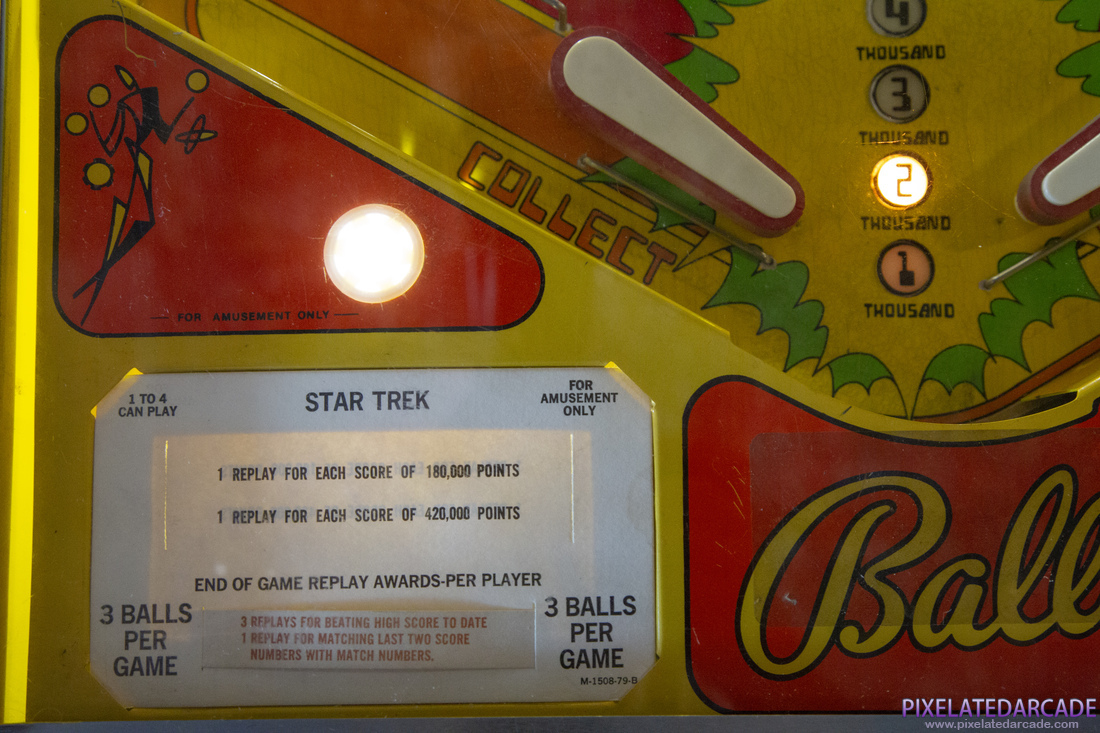 4
THOUSAND
3
THOUSAND
2
THOUSAND
1
THOUSAND
COLLECT
FOR AMUSEMENT ONLY
1 TO 4
CAN PLAY
STAR TREK
FOR
AMUSEMENT
ONLY
1 REPLAY FOR EACH SCORE OF 180,000 POINTS
1 REPLAY FOR EACH SCORE OF 420,000 POINTS
END OF GAME REPLAY AWARDS-PER PLAYER
3 BALLS
PER
GAME
3 REPLAYS FOR BEATING HIGH SCORE TO DATE
1 REPLAY FOR MATCHING LAST TWO SCORE
NUMBERS WITH MATCH NUMBERS.
3 BALLS
PER
GAME
M-1508-79-B
Ball
PIXELATEDARCADE
www.pixelatedarcade.com